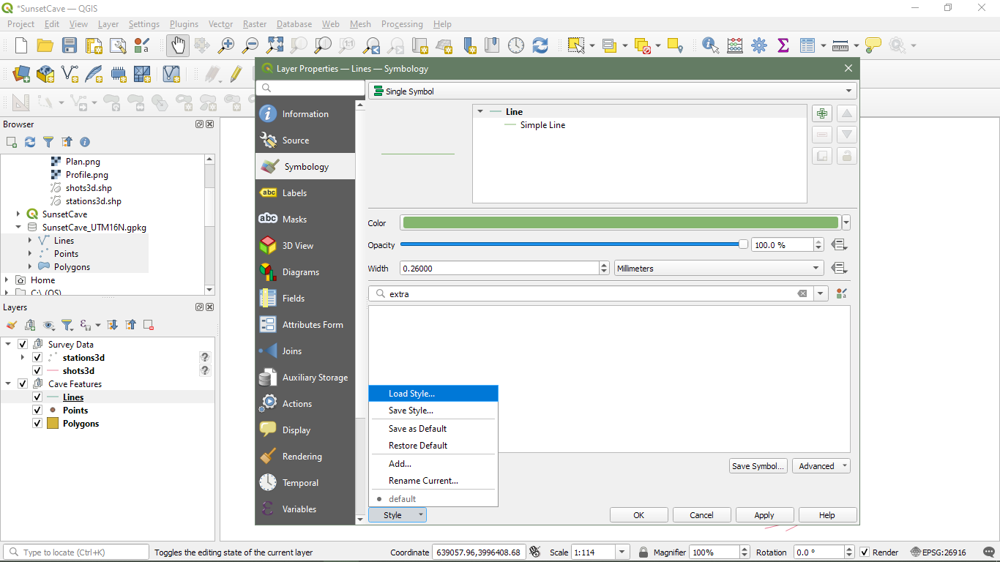 *SunsetCave — QGIS
Project Edit View Layer Settings Plugins Vector Raster Database Web Mesh Processing Help
Layer Properties — Lines — Symbology
Single Symbol
Information
Source
Symbology
Labels
Masks
3D View
Diagrams
Fields
Attributes Form
Joins
Auxiliary Storage
Actions
Display
Rendering
Temporal
Variables
Line
Simple Line
Color
Opacity 100.0 %
Width 0.26000 Millimeters
extra
Load Style...
Save Style...
Save as Default
Restore Default
Add...
Rename Current...
default
Save Symbol... Advanced
Style OK Cancel Apply Help
Browser
Plan.png
Profile.png
shots3d.shp
stations3d.shp
SunsetCave
SunsetCave_UTM16N.gpkg
Lines
Points
Polygons
Home
C:\ (OS)
Layers
Survey Data
stations3d
shots3d
Cave Features
Lines
Points
Polygons
Type to locate (Ctrl+K) Toggles the editing state of the current layer Coordinate 639057.96,3996408.68 Scale 1:114 Magnifier 100% Rotation 0.0 ° Render EPSG:26916